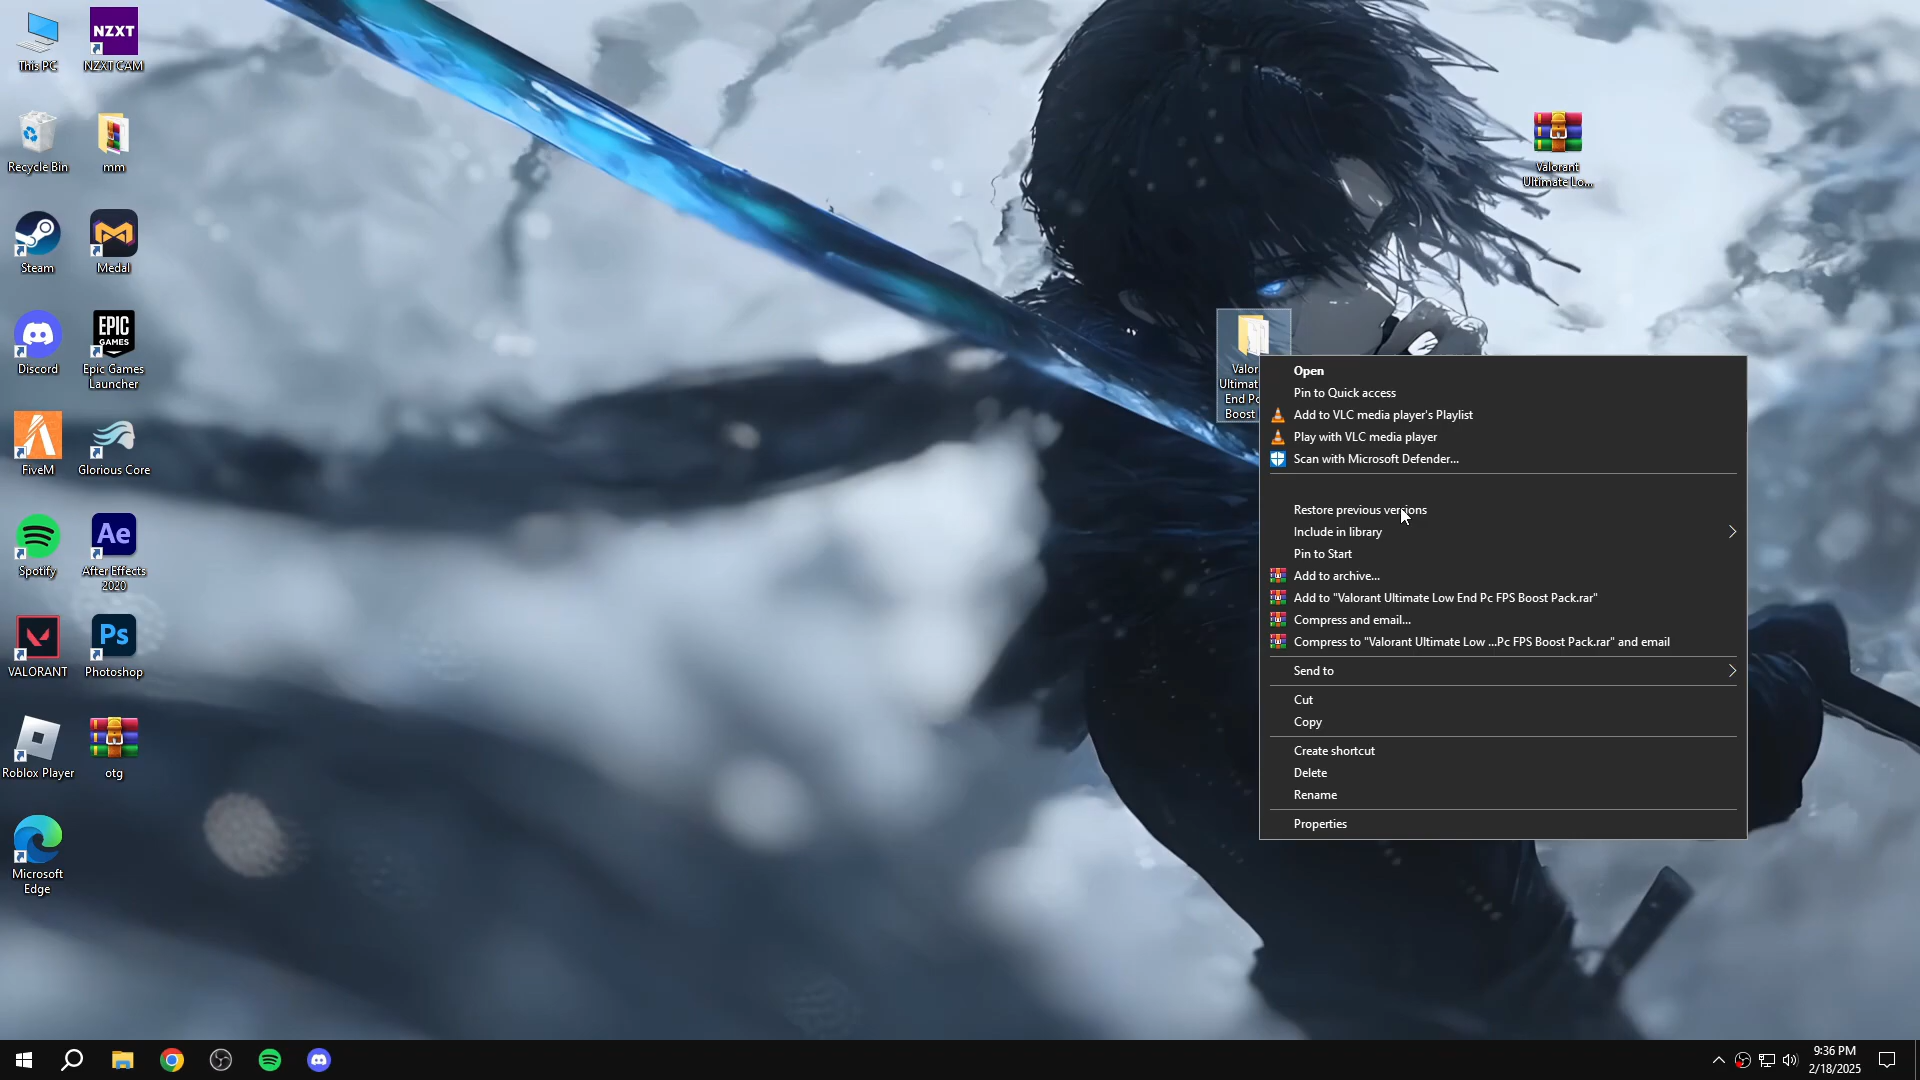 This PC
NZXT
NZXT CAM
Recycle Bin
mm
Steam
Medal
Discord
EPIC
GAMES
Epic Games
Launcher
FiveM
Glorious Core
Spotify
Ae
After Effects
2020
VALORANT
Ps
Photoshop
Roblox Player
otg
Microsoft
Edge
Valorant
Ultimate Lo...
Valor
Ultimate
End Pc
Boost
Open
Pin to Quick access
Add to VLC media player's Playlist
Play with VLC media player
Scan with Microsoft Defender...
Restore previous versions
Include in library
Pin to Start
Add to archive...
Add to "Valorant Ultimate Low End Pc FPS Boost Pack.rar"
Compress and email...
Compress to "Valorant Ultimate Low ...Pc FPS Boost Pack.rar" and email
Send to
Cut
Copy
Create shortcut
Delete
Rename
Properties
9:36 PM
2/18/2025